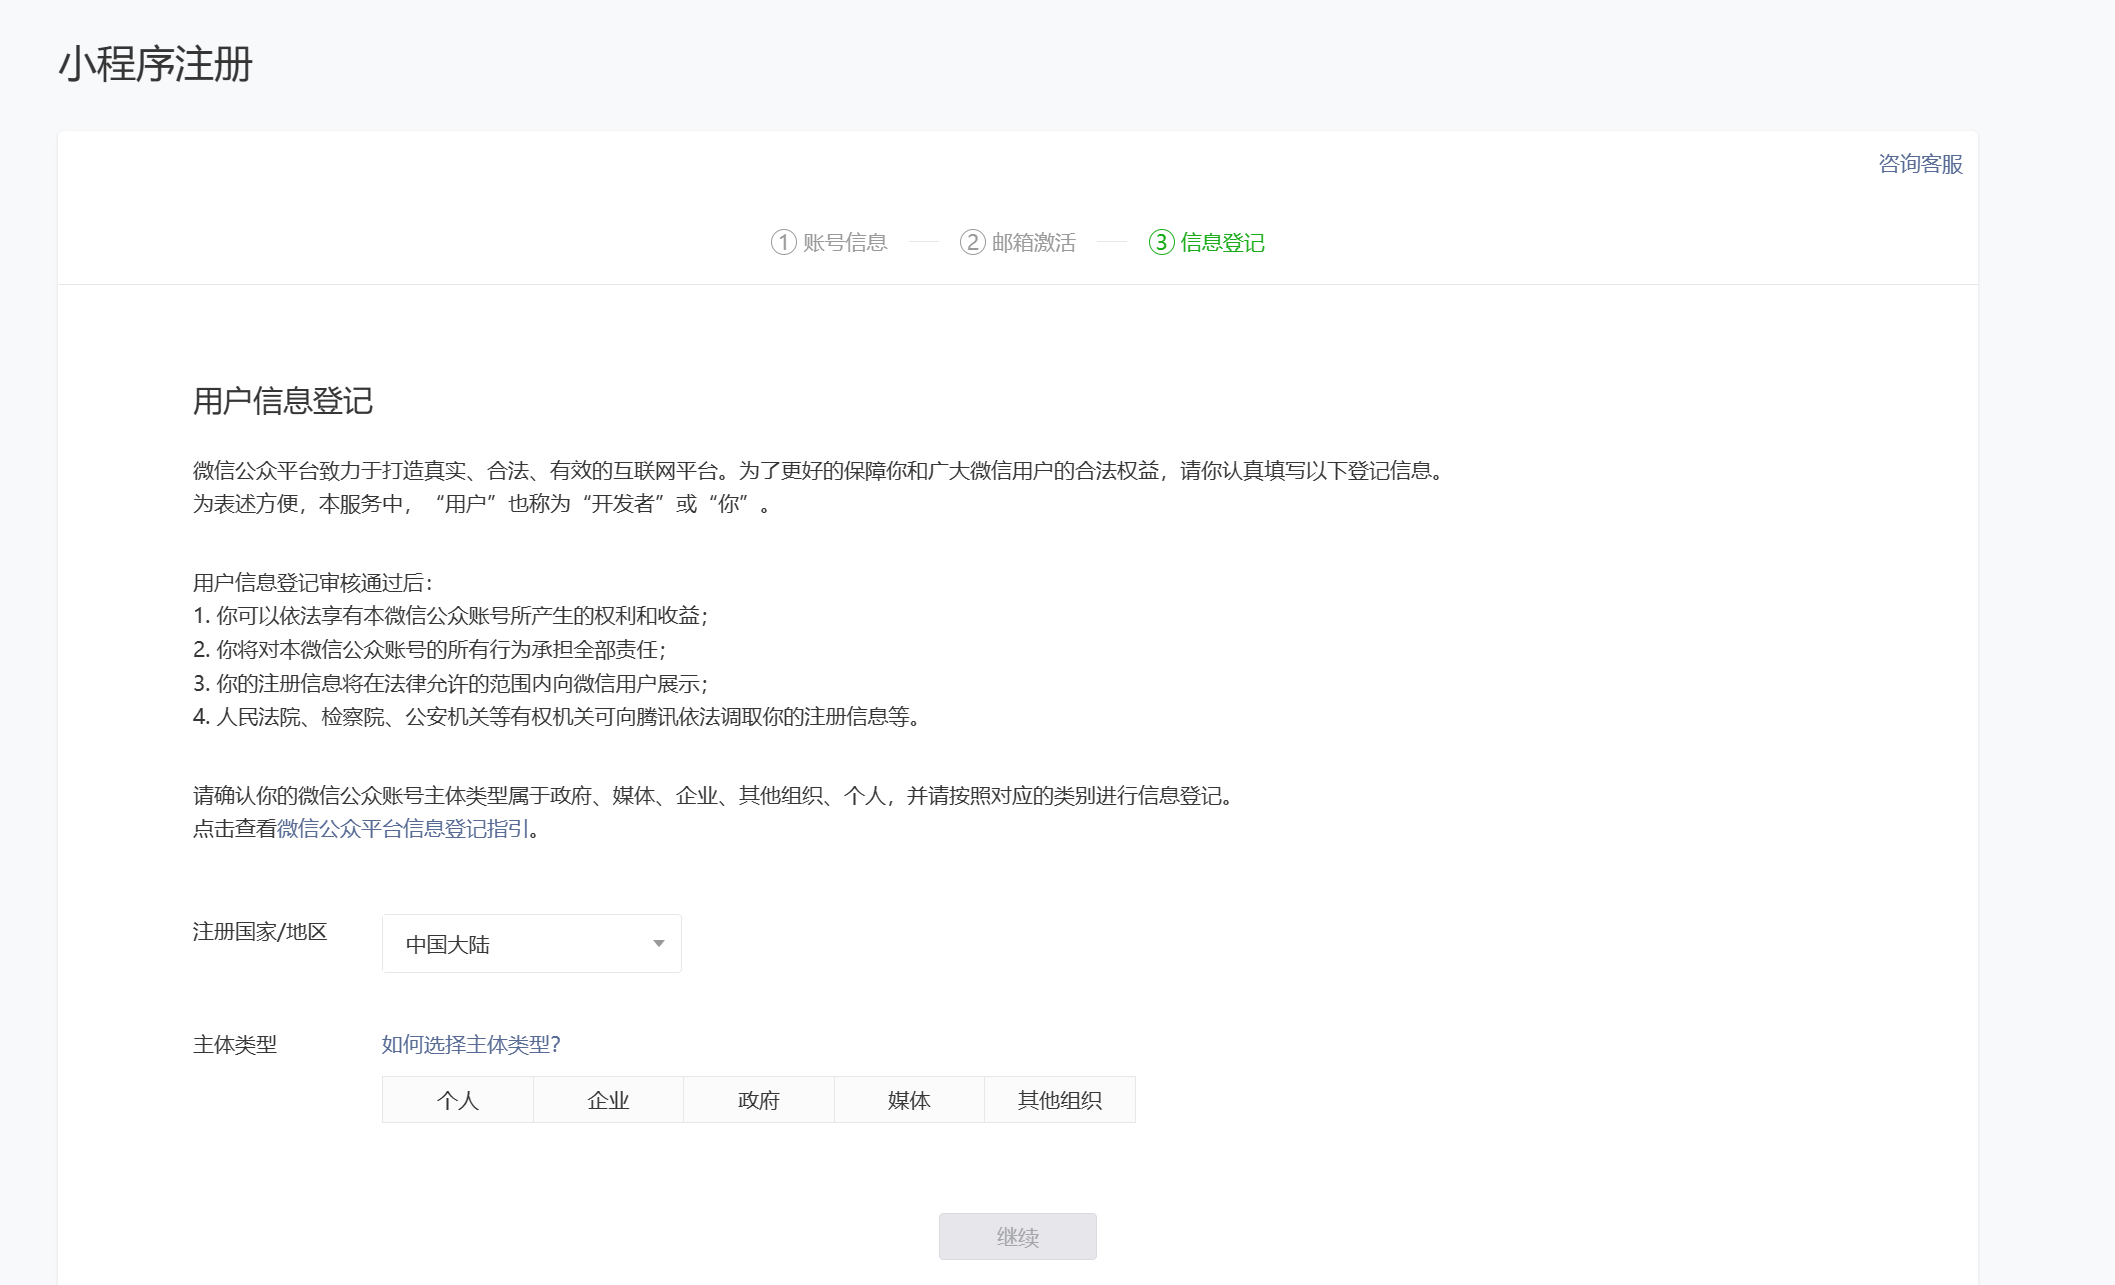 小程序注册
咨询客服
① 账号信息 ② 邮箱激活 ③ 信息登记
用户信息登记
微信公众平台致力于打造真实、合法、有效的互联网平台。为了更好的保障你和广大微信用户的合法权益，请你认真填写以下登记信息。
为表述方便，本服务中，“用户”也称为“开发者”或“你”。
用户信息登记审核通过后：
1. 你可以依法享有本微信公众账号所产生的权利和收益；
2. 你将对本微信公众账号的所有行为承担全部责任；
3. 你的注册信息将在法律允许的范围内向微信用户展示；
4. 人民法院、检察院、公安机关等有权机关可向腾讯依法调取你的注册信息等。
请确认你的微信公众账号主体类型属于政府、媒体、企业、其他组织、个人，并请按照对应的类别进行信息登记。
点击查看微信公众平台信息登记指引。
注册国家/地区 中国大陆
主体类型 如何选择主体类型？
个人 企业 政府 媒体 其他组织
继续